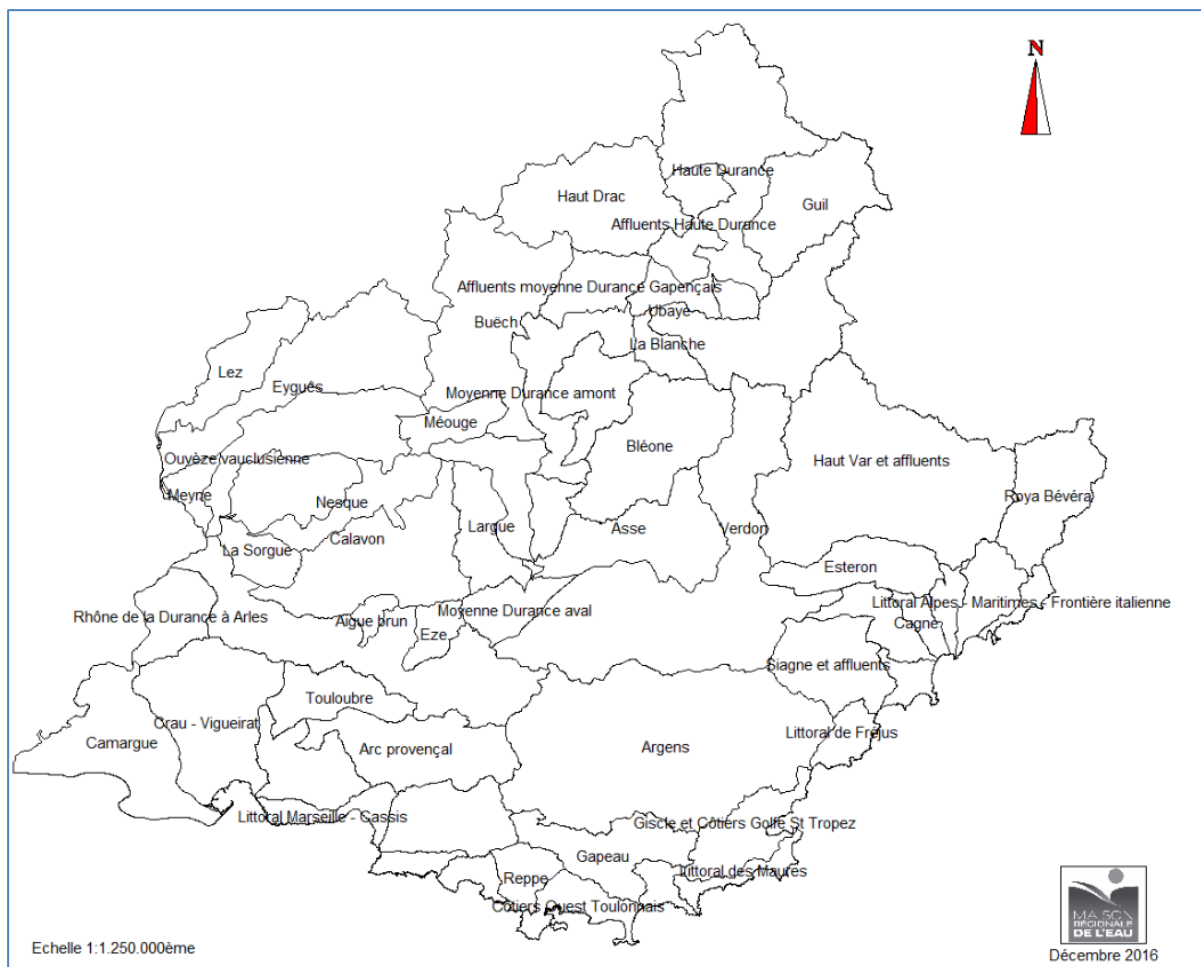 N
Haute Durance
Haut Drac
Guil
Affluents Haute Durance
Affluents moyenne Durance Gapençais
Ubaye
Buëch
La Blanche
Lez
Eygues
Moyenne Durance amont
Méouge
Bléone
Haut Var et affluents
Ouvèze vauclusienne
Meyne
Nesque
Roya Bévéra
Largue
Asse
Verdon
Calavon
La Sorgue
Esteron
Littoral Alpes - Maritimes - Frontière italienne
Moyenne Durance aval
Rhône de la Durance à Arles
Aigue brun
Cagne
Eze
Siagne et affluents
Touloubre
Crau - Vigueirat
Littoral de Fréjus
Camargue
Arc provençal
Argens
Littoral Marseille - Cassis
Giscle et Côtiers Golfe St Tropez
Gapeau
Littoral des Maures
Reppe
Côtiers Ouest Toulonnais
MAISON
RÉGIONALE
DE L'EAU
Echelle 1:1.250.000ème
Décembre 2016